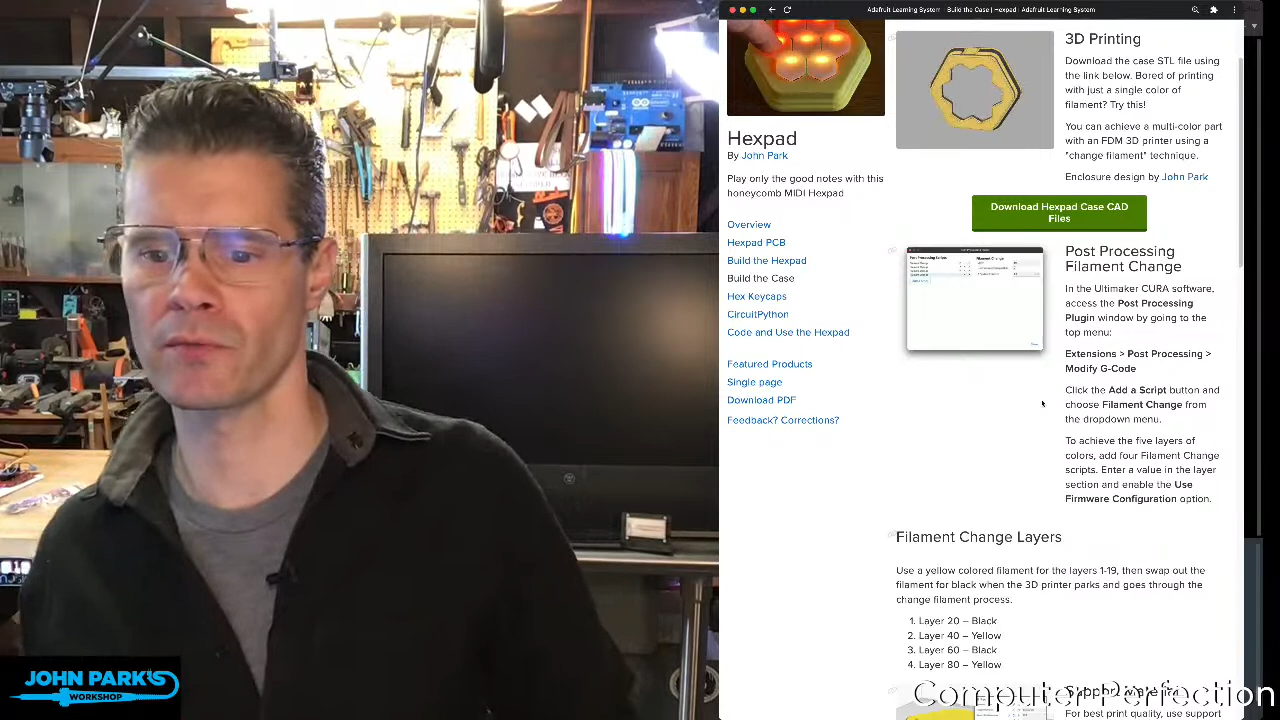 Adafruit Learning System - Build the Case | Hexpad | Adafruit Learning System
Hexpad
By John Park
Play only the good notes with this
honeycomb MIDI Hexpad
Overview
Hexpad PCB
Build the Hexpad
Build the Case
Hex Keycaps
CircuitPython
Code and Use the Hexpad
Featured Products
Single page
Download PDF
Feedback? Corrections?
3D Printing
Download the case STL file using
the link below. Bored of printing
with just a single color of
filament? Try this!
You can achieve a multi-color part
with an FDM 3D printer using a
"change filament" technique.
Enclosure design by John Park
Download Hexpad Case CAD
Files
Post Processing
Filament Change
In the Ultimaker CURA software,
access the Post Processing
Plugin window by going to the
top menu:
Extensions > Post Processing >
Modify G-Code
Click the Add a Script button and
choose Filament Change from
the dropdown menu.
To achieve the five layers of
colors, add four Filament Change
scripts. Enter a value in the layer
section and enable the Use
Firmware Configuration option.
Filament Change Layers
Use a yellow colored filament for the layers 1-19, then swap out the
filament for black when the 3D printer parks and goes through the
change filament process.
1. Layer 20 – Black
2. Layer 40 – Yellow
3. Layer 60 – Black
4. Layer 80 – Yellow
For best print quality, use support
JOHN PARK'S
WORKSHOP
Computer Perfection